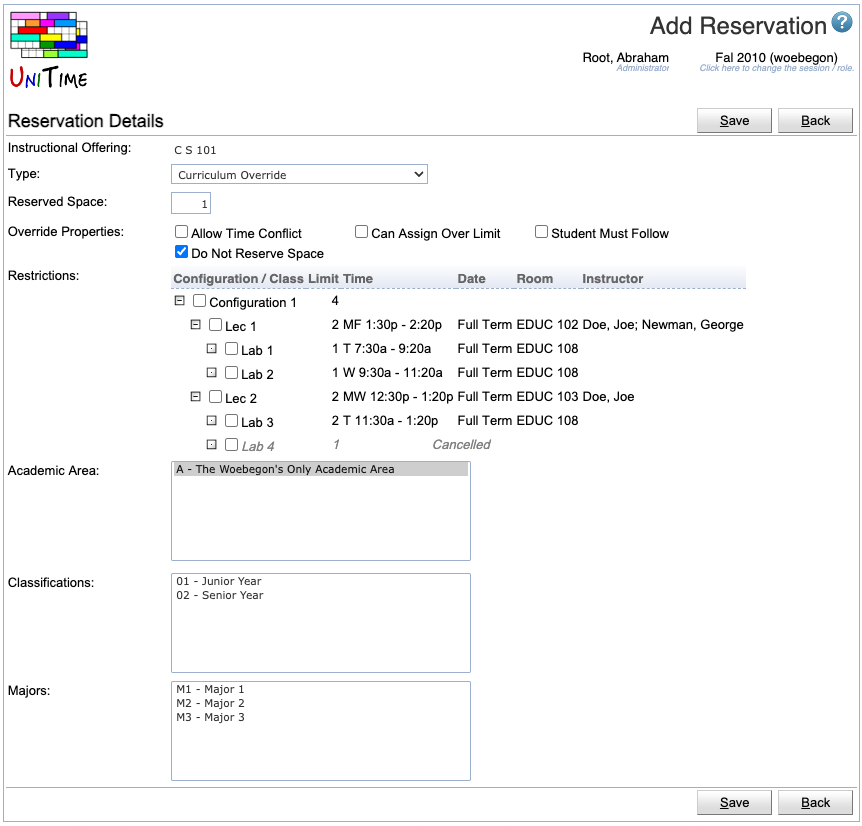 Add Reservation ?
Root, Abraham Fal 2010 (woebegon)
Administrator Click here to change the session / role.
UNITIME
Reservation Details Save Back
Instructional Offering: C S 101
Type: Curriculum Override
Reserved Space: 1
Override Properties: Allow Time Conflict Can Assign Over Limit Student Must Follow
Do Not Reserve Space
Restrictions: Configuration / Class Limit Time Date Room Instructor
Configuration 1 4
Lec 1 2 MF 1:30p - 2:20p Full Term EDUC 102 Doe, Joe; Newman, George
Lab 1 1 T 7:30a - 9:20a Full Term EDUC 108
Lab 2 1 W 9:30a - 11:20a Full Term EDUC 108
Lec 2 2 MW 12:30p - 1:20p Full Term EDUC 103 Doe, Joe
Lab 3 2 T 11:30a - 1:20p Full Term EDUC 108
Lab 4 1 Cancelled
Academic Area: A - The Woebegon's Only Academic Area
Classifications: 01 - Junior Year
02 - Senior Year
Majors: M1 - Major 1
M2 - Major 2
M3 - Major 3
Save Back